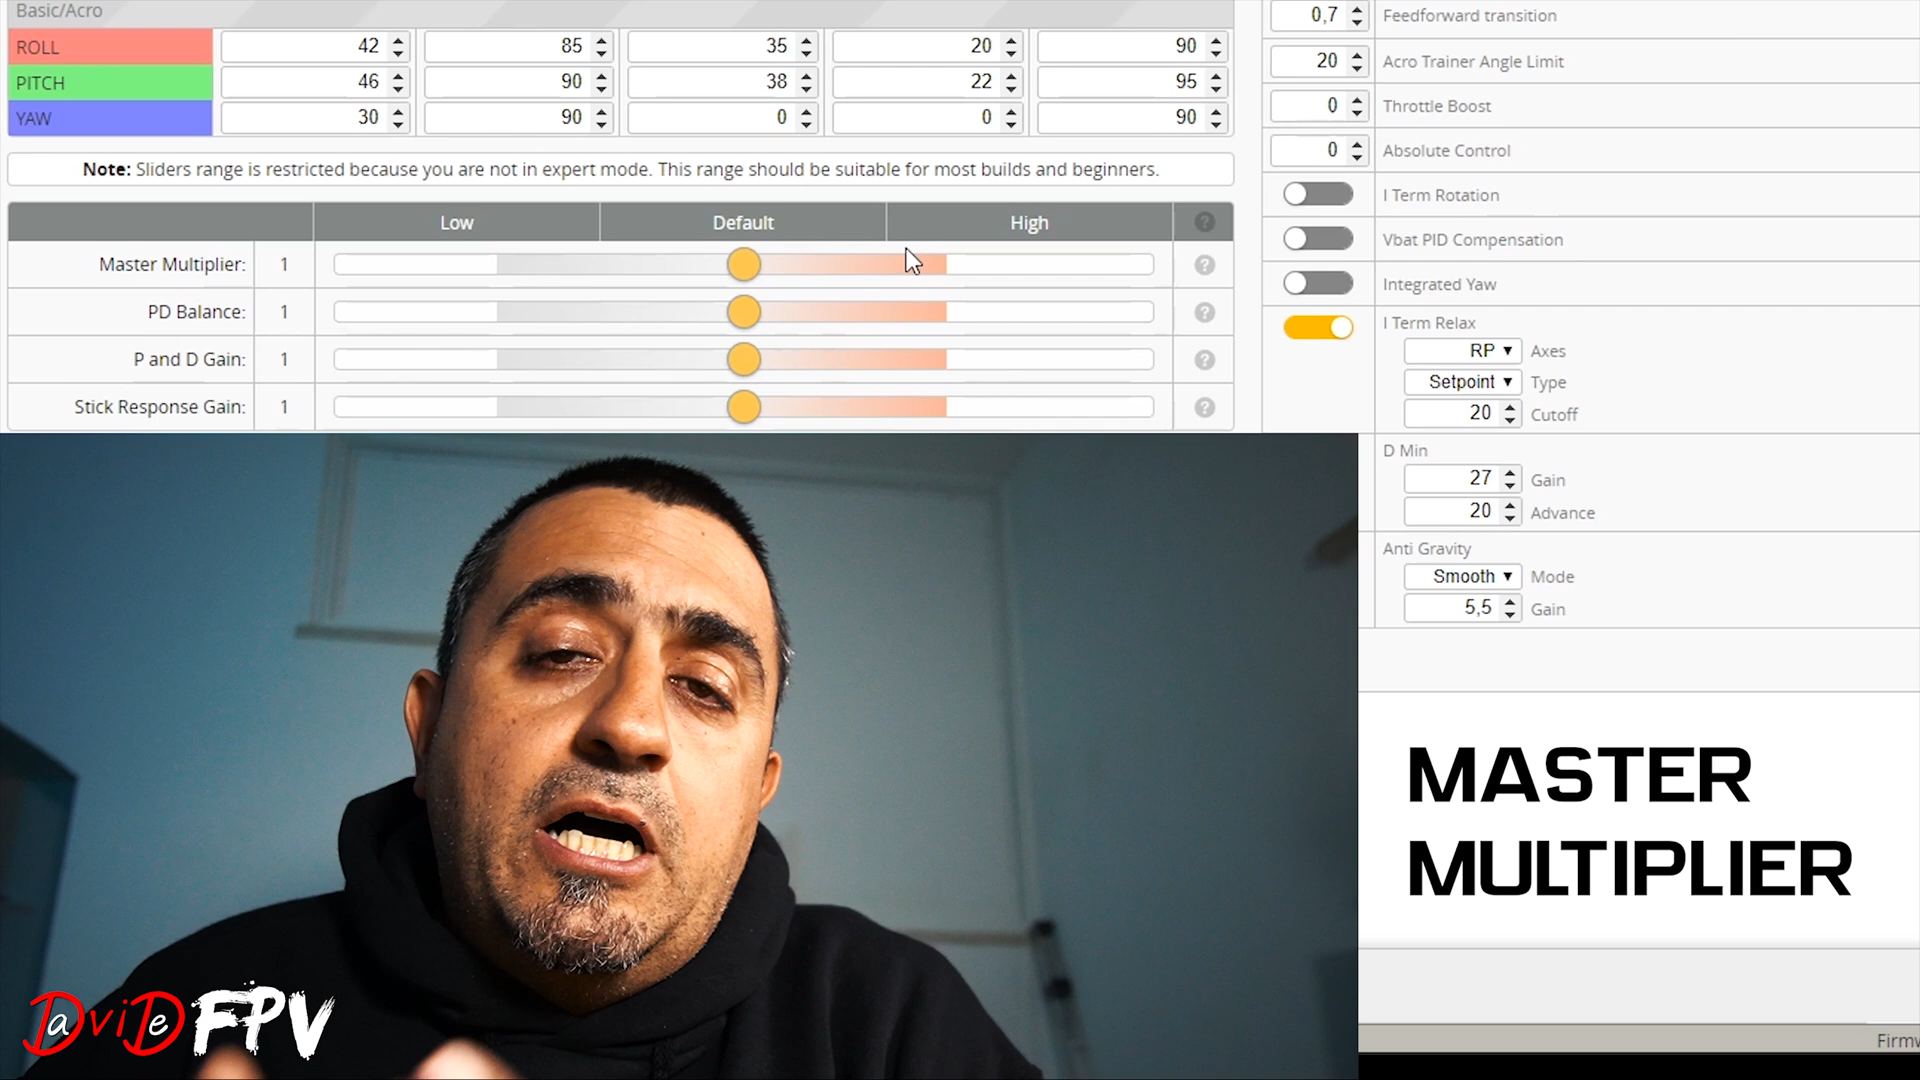 Basic/Acro
ROLL 42 85 35 20 90
PITCH 46 90 38 22 95
YAW 30 90 0 0 90
Note: Sliders range is restricted because you are not in expert mode. This range should be suitable for most builds and beginners.
Low Default High ?
Master Multiplier: 1 ?
PD Balance: 1 ?
P and D Gain: 1 ?
Stick Response Gain: 1 ?
0,7 Feedforward transition
20 Acro Trainer Angle Limit
0 Throttle Boost
0 Absolute Control
I Term Rotation
Vbat PID Compensation
Integrated Yaw
I Term Relax
RP Axes
Setpoint Type
20 Cutoff
D Min
27 Gain
20 Advance
Anti Gravity
Smooth Mode
5,5 Gain
MASTER
MULTIPLIER
DaviDe FPV